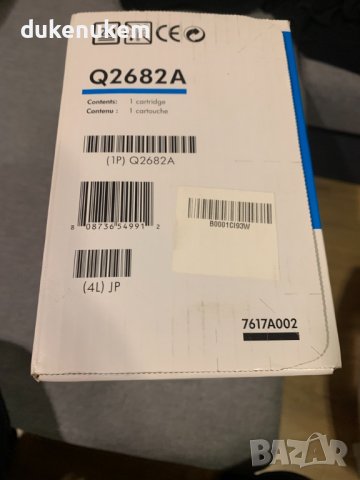 dukenukem
CE
Q2682A
Contents: 1 cartridge
Contenu : 1 cartouche
(1P) Q2682A
8 08736 54991 2
B0001CI93W
(4L) JP
7617A002
BAZAR